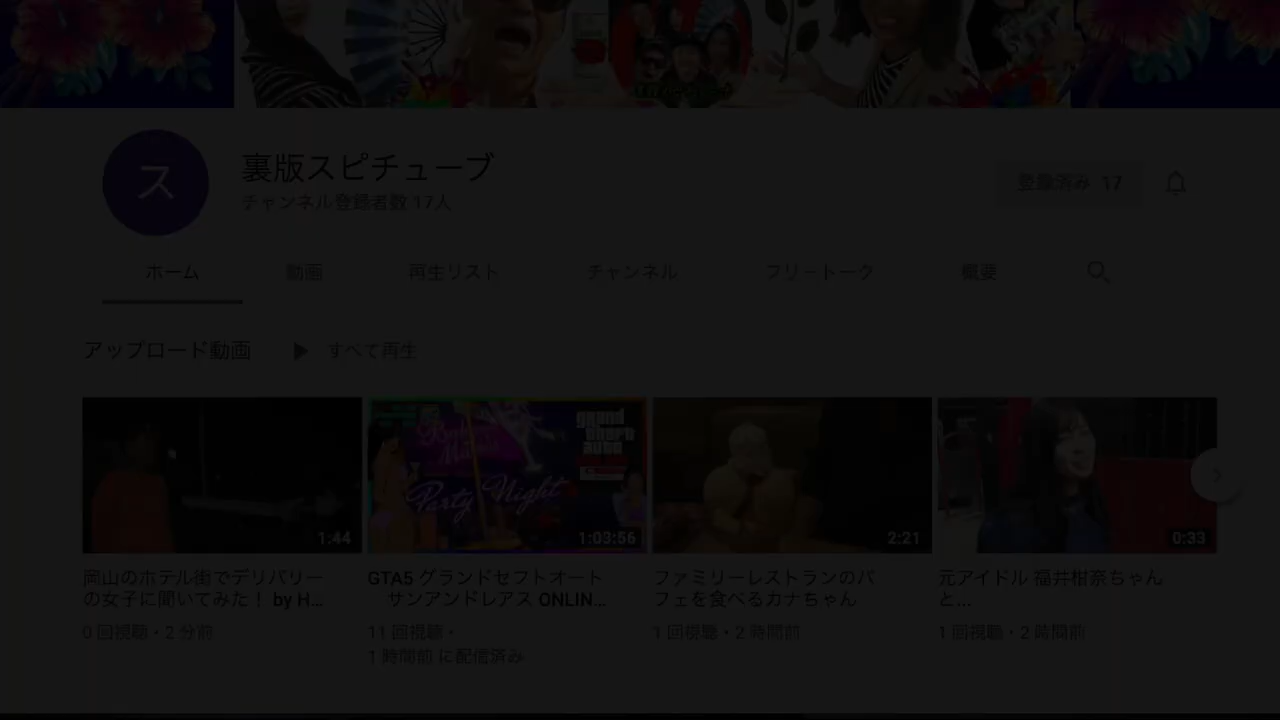 裏版スピチューブ
ス
チャンネル登録者数 17人
登録済み 17
ホーム 動画 再生リスト チャンネル フリートーク 概要
アップロード動画 すべて再生
grand
theft
auto
Party Night
1:44
1:03:56
2:21
0:33
岡山のホテル街でデリバリー
の女子に聞いてみた！ by H...
0 回視聴・2 分前
GTA5 グランドセフトオート
サンアンドレアス ONLIN...
11 回視聴・
1 時間前 に配信済み
ファミリーレストランのパ
フェを食べるカナちゃん
1 回視聴・2 時間前
元アイドル 福井柑奈ちゃん
と...
1 回視聴・2 時間前